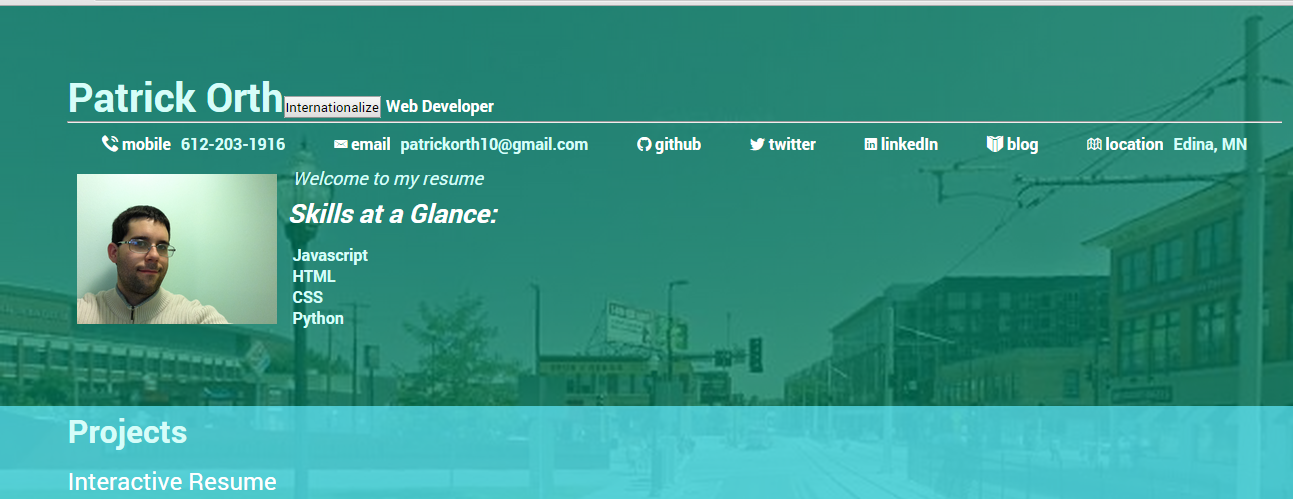 Patrick Orth Internationalize Web Developer
mobile 612-203-1916 email patrickorth10@gmail.com github twitter linkedIn blog location Edina, MN
Welcome to my resume
Skills at a Glance:
Javascript
HTML
CSS
Python
Projects
Interactive Resume